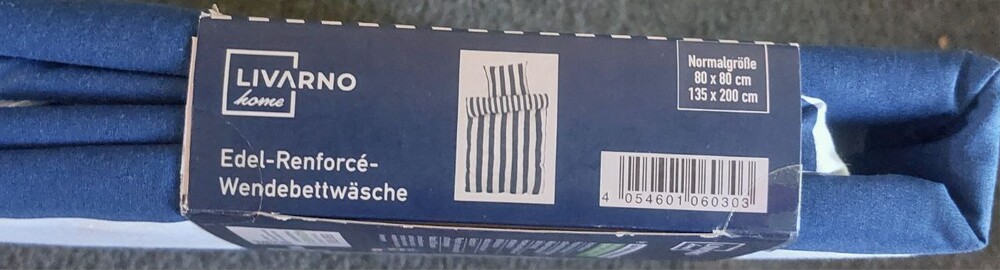 LIVARNO
home
Edel-Renforcé-
Wendebettwäsche
Normalgröße
80 x 80 cm
135 x 200 cm
4 054601 060303